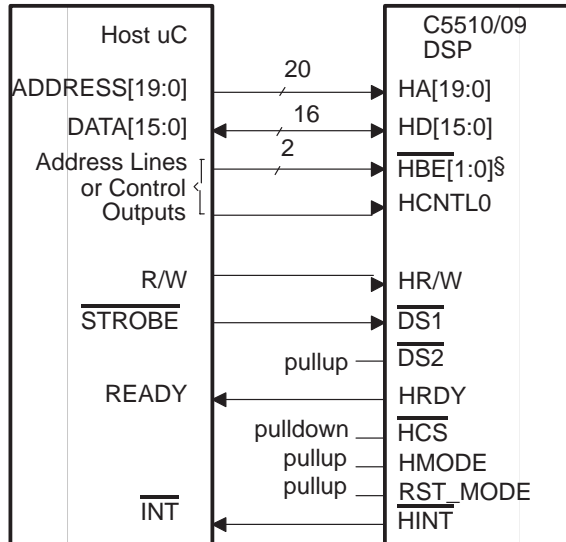 Host uC
C5510/09
DSP
ADDRESS[19:0] 20 HA[19:0]
DATA[15:0] 16 HD[15:0]
Address Lines
or Control
Outputs
2 HBE[1:0]§
HCNTL0
R/W HR/W
STROBE DS1
pullup DS2
READY HRDY
pulldown HCS
pullup HMODE
pullup RST_MODE
INT HINT